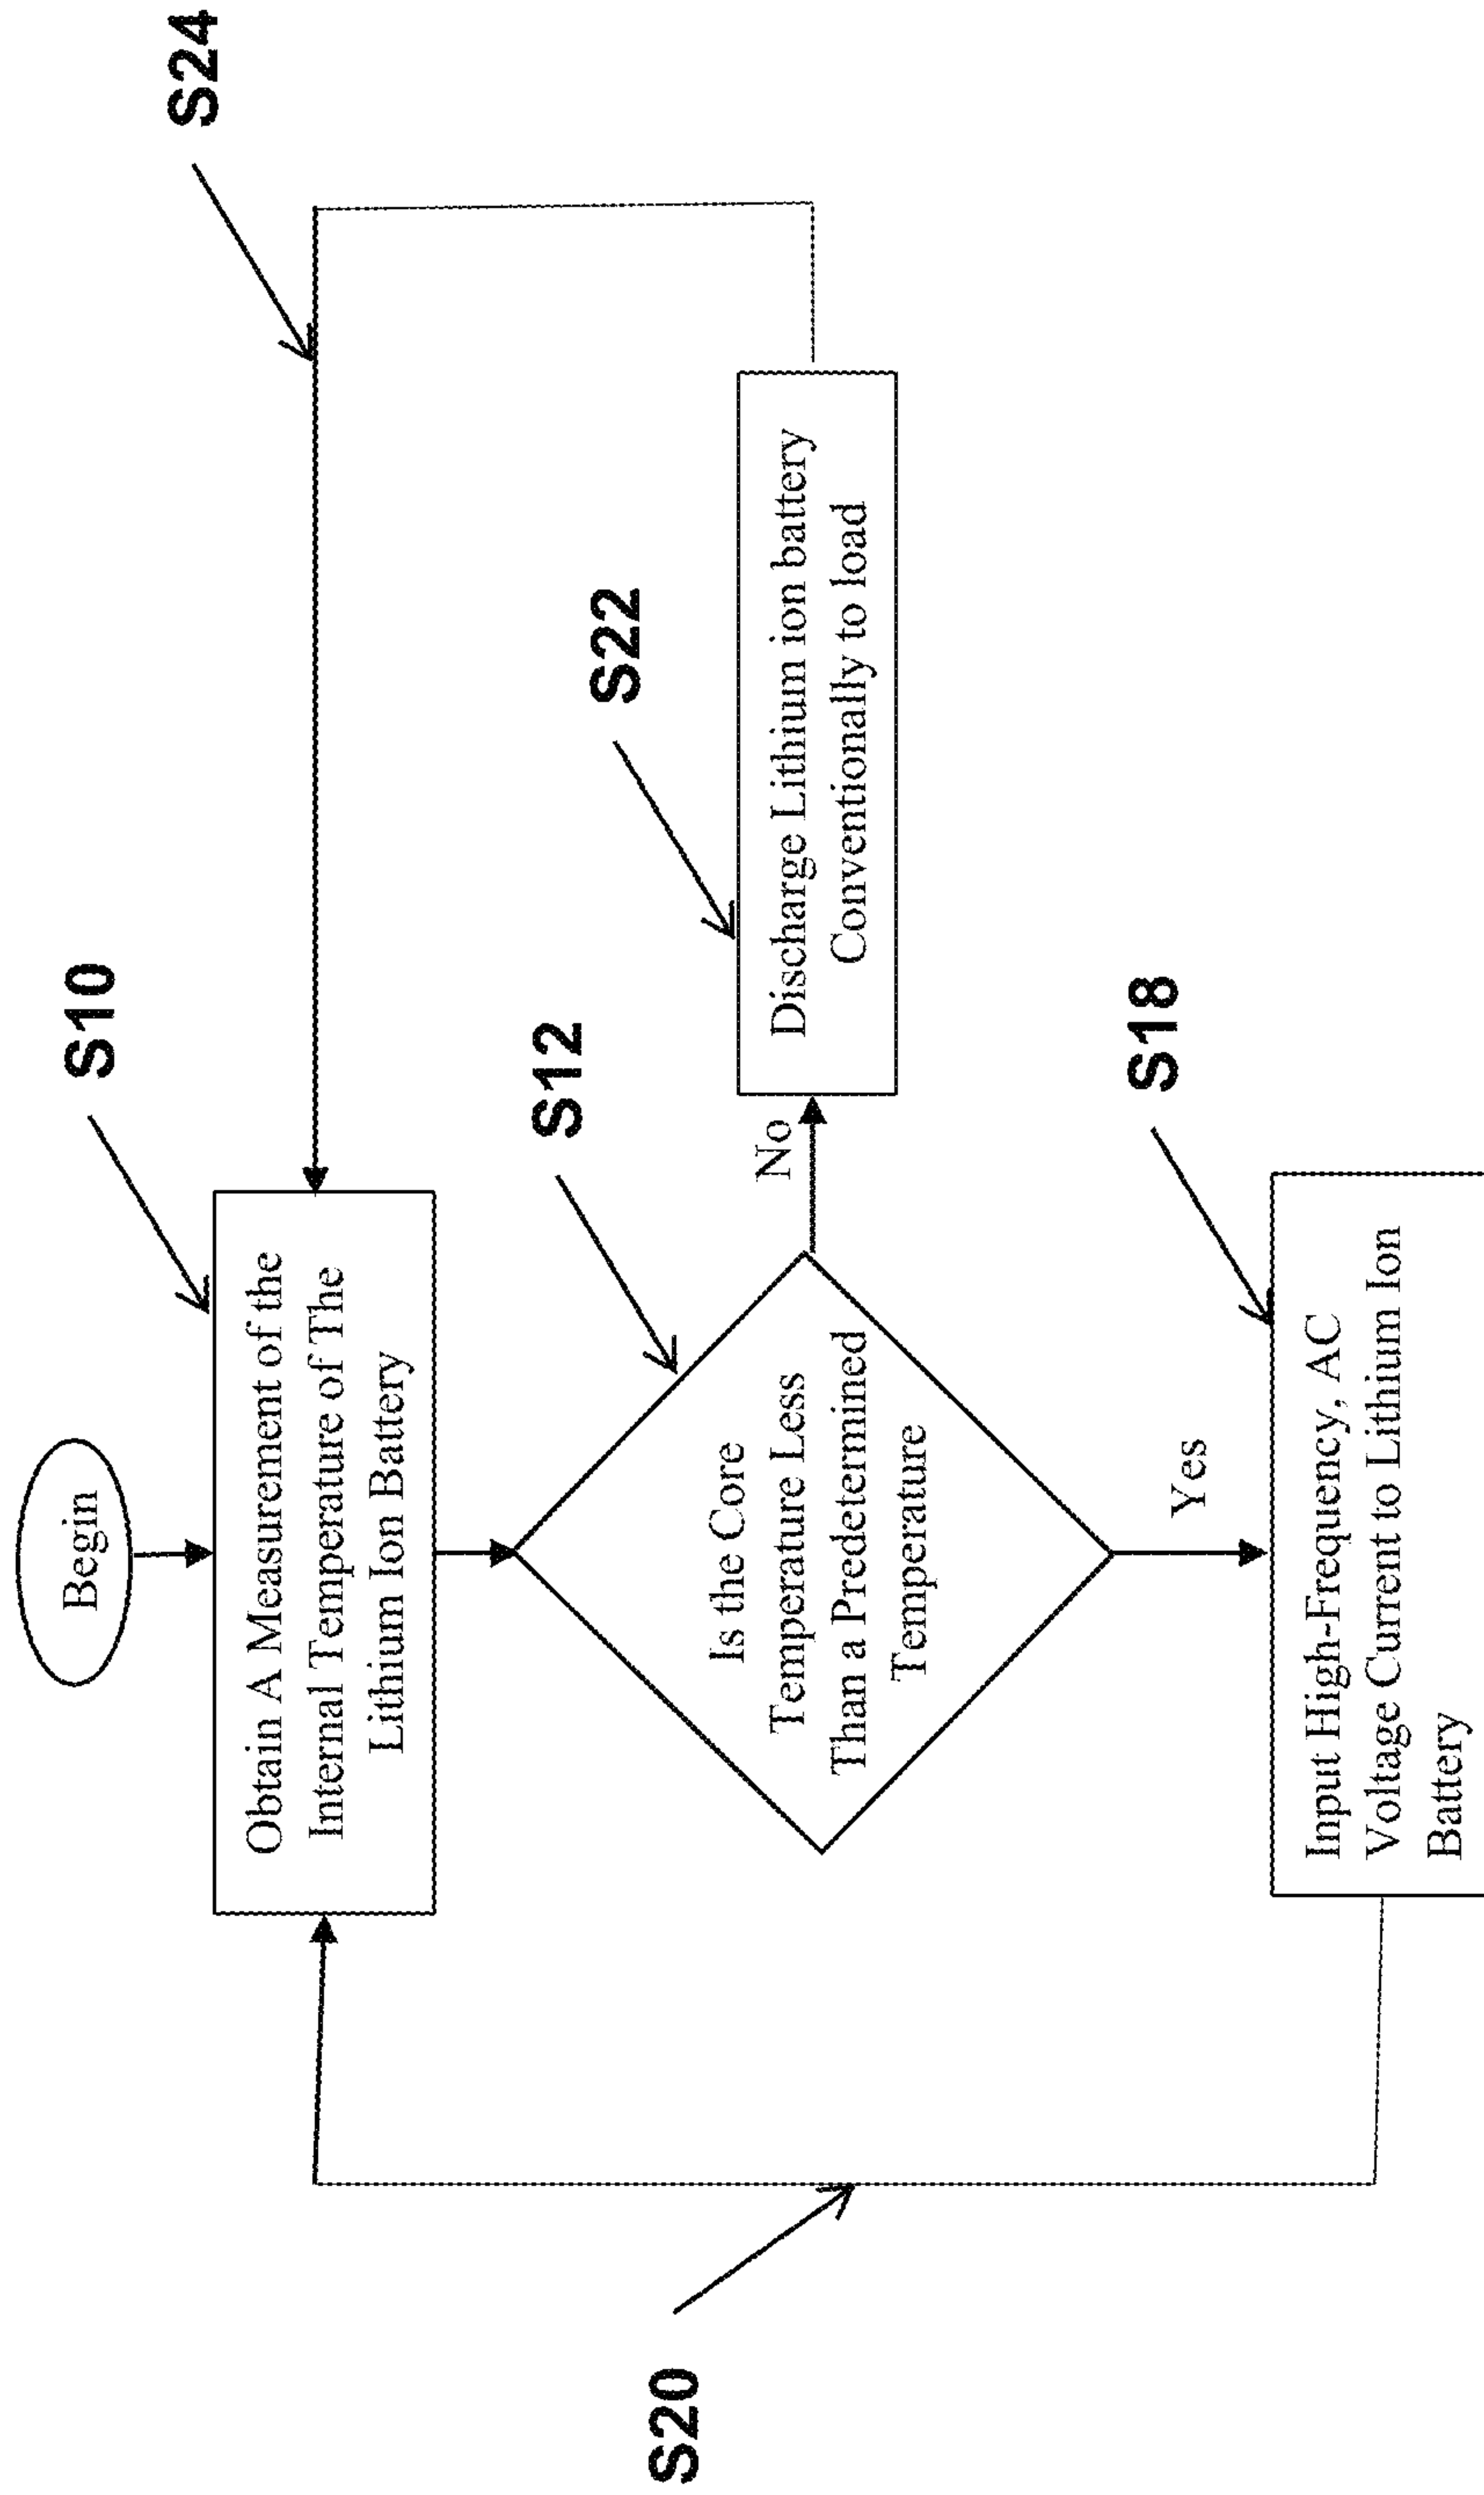 Begin
S10
S24
Obtain A Measurement of the
Internal Temperature of The
Lithium Ion Battery
S12
Is the Core
Temperature Less
Than a Predetermined
Temperature
No
S22
Discharge Lithium ion battery
Conventionally to load
S20
Yes
S18
Input High-Frequency, AC
Voltage Current to Lithium Ion
Battery